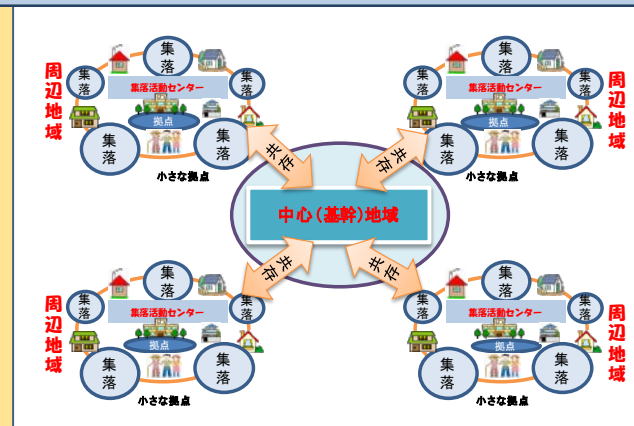 集落
集落
集落
集落
集落
集落活動センター
拠点
小さな拠点
周辺地域
集落
集落
集落
集落
集落
集落活動センター
拠点
小さな拠点
周辺地域
共存
共存
中心(基幹)地域
共存
共存
集落
集落
集落
集落
集落
集落活動センター
拠点
小さな拠点
周辺地域
集落
集落
集落
集落
集落
集落活動センター
拠点
小さな拠点
周辺地域